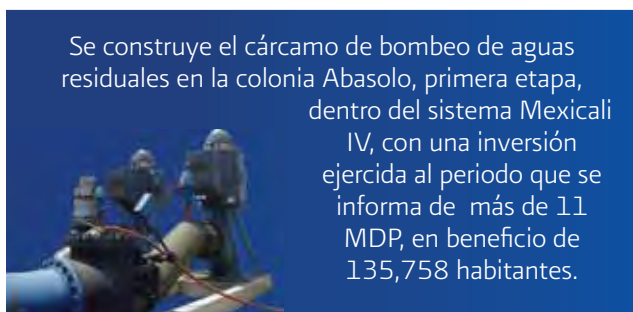 Se construye el cárcamo de bombeo de aguas
residuales en la colonia Abasolo, primera etapa,
dentro del sistema Mexicali
IV, con una inversión
ejercida al periodo que se
informa de más de 11
MDP, en beneficio de
135,758 habitantes.